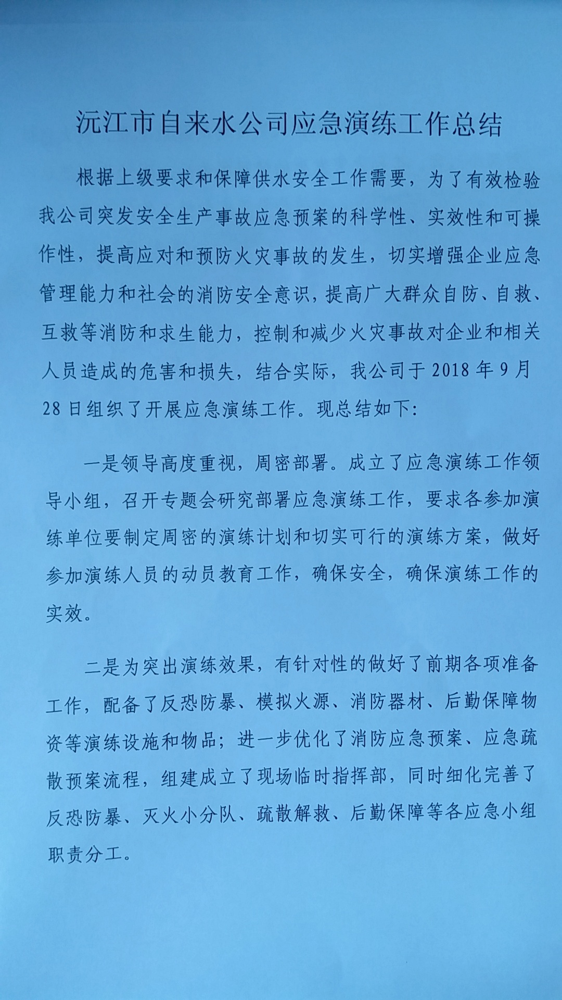 沅江市自来水公司应急演练工作总结
根据上级要求和保障供水安全工作需要，为了有效检验
我公司突发安全生产事故应急预案的科学性、实效性和可操
作性，提高应对和预防火灾事故的发生，切实增强企业应急
管理能力和社会的消防安全意识，提高广大群众自防、自救、
互救等消防和求生能力，控制和减少火灾事故对企业和相关
人员造成的危害和损失，结合实际，我公司于 2018 年 9 月
28 日组织了开展应急演练工作。现总结如下：
一是领导高度重视，周密部署。成立了应急演练工作领
导小组，召开专题会研究部署应急演练工作，要求各参加演
练单位要制定周密的演练计划和切实可行的演练方案，做好
参加演练人员的动员教育工作，确保安全，确保演练工作的
实效。
二是为突出演练效果，有针对性的做好了前期各项准备
工作，配备了反恐防暴、模拟火源、消防器材、后勤保障物
资等演练设施和物品；进一步优化了消防应急预案、应急疏
散预案流程，组建成立了现场临时指挥部，同时细化完善了
反恐防暴、灭火小分队、疏散解救、后勤保障等各应急小组
职责分工。